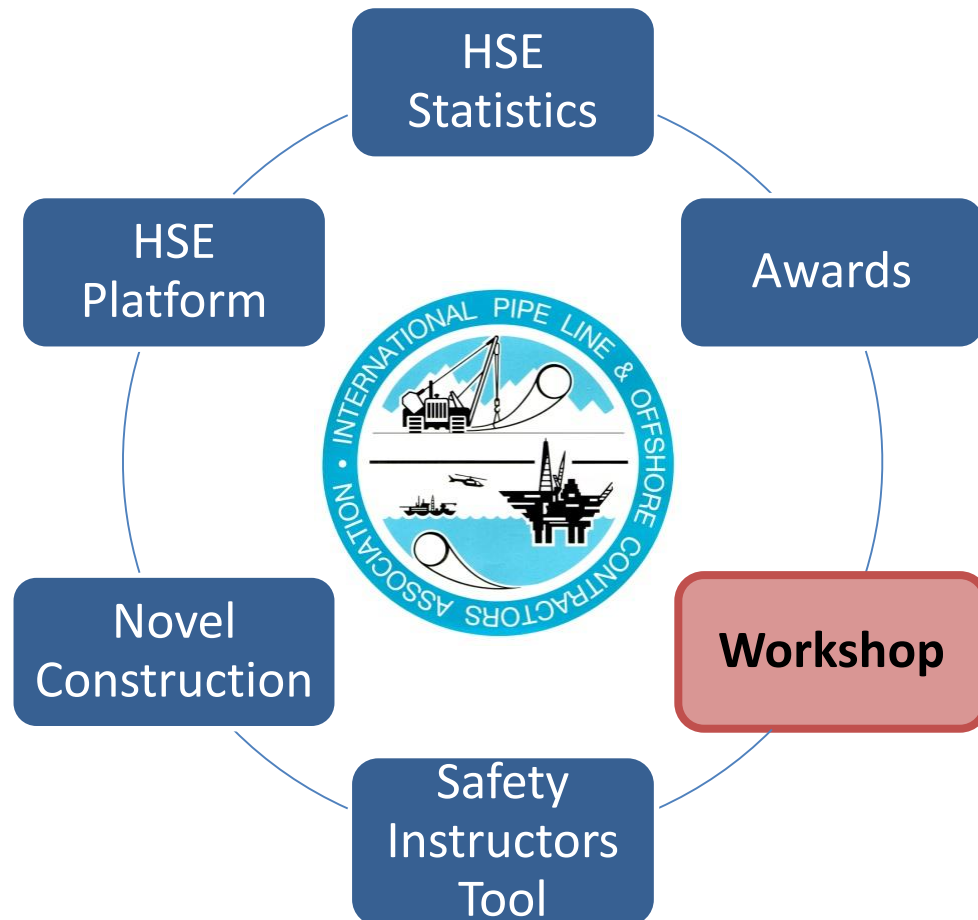 HSE
Statistics
HSE
Platform
Awards
INTERNATIONAL PIPE LINE & OFFSHORE CONTRACTORS ASSOCIATION •
Novel
Construction
Workshop
Safety
Instructors
Tool